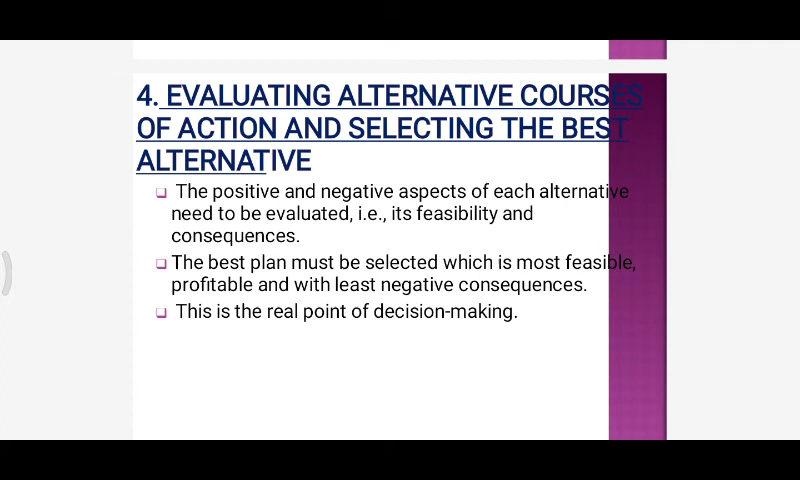 4. EVALUATING ALTERNATIVE COURSES
OF ACTION AND SELECTING THE BEST
ALTERNATIVE
❑ The positive and negative aspects of each alternative
need to be evaluated, i.e., its feasibility and
consequences.
❑ The best plan must be selected which is most feasible,
profitable and with least negative consequences.
❑ This is the real point of decision-making.